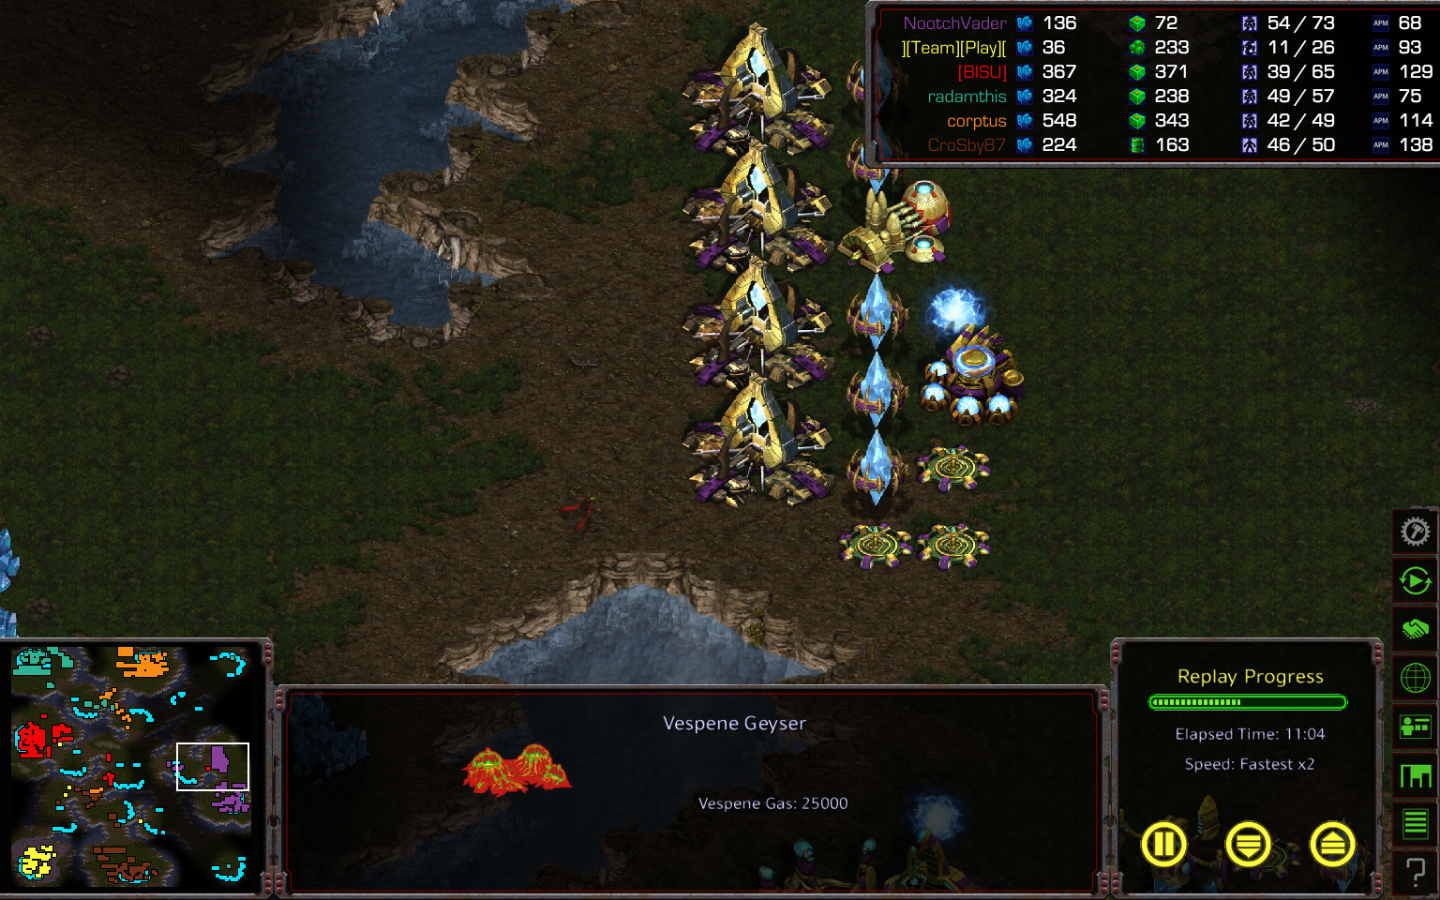 NootchVader 136 72 54 / 73 APM 68
][Team][Play][ 36 233 11 / 26 APM 93
[BISU] 367 371 39 / 65 APM 129
radamthis 324 238 49 / 57 APM 75
corptus 548 343 42 / 49 APM 114
CroSby87 224 163 46 / 50 APM 138
Vespene Geyser
Vespene Gas: 25000
Replay Progress
Elapsed Time: 11:04
Speed: Fastest x2
?